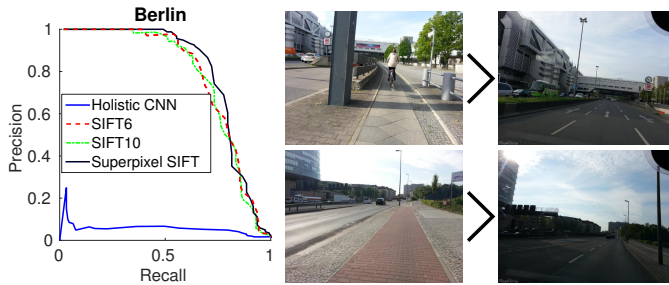 Berlin
1
0.8
0.6
0.4
0.2
0
Precision
Holistic CNN
SIFT6
SIFT10
Superpixel SIFT
0 0.5 1
Recall